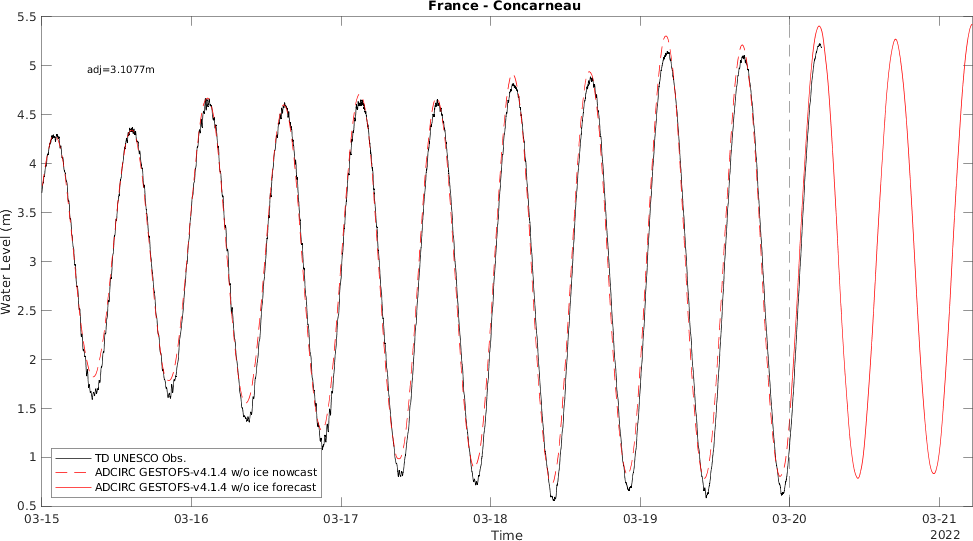 France - Concarneau
adj=3.1077m
Water Level (m)
5.5
5
4.5
4
3.5
3
2.5
2
1.5
1
0.5
TD UNESCO Obs.
ADCIRC GESTOFS-v4.1.4 w/o ice nowcast
ADCIRC GESTOFS-v4.1.4 w/o ice forecast
03-15 03-16 03-17 03-18 03-19 03-20 03-21
Time
2022